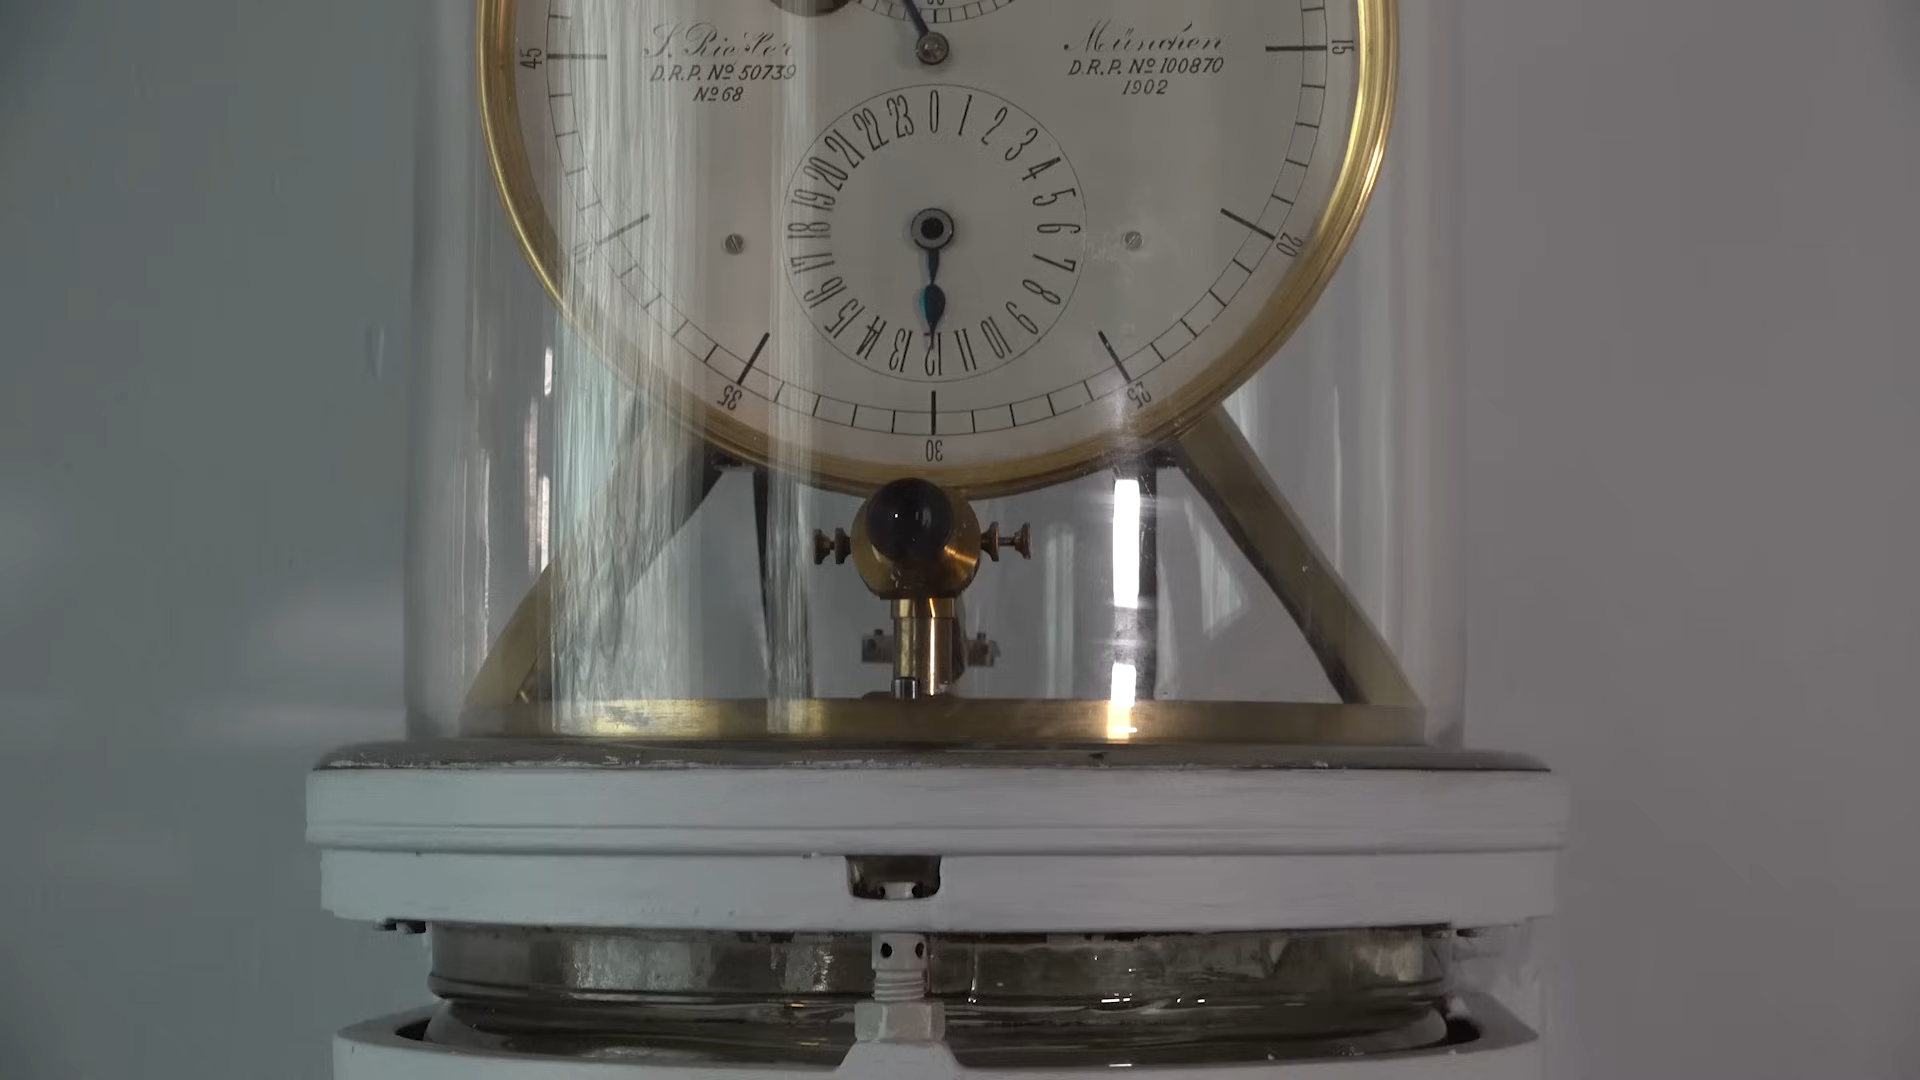 S. Riefler
D.R.P. Nº 50739
Nº 68
München
D.R.P. Nº 100870
1902
45
15
0 1 2 3 4 5 6 7 8 9 10 11 12 13 14 15 16 17 18 19 20 21 22 23
20
35
25
30